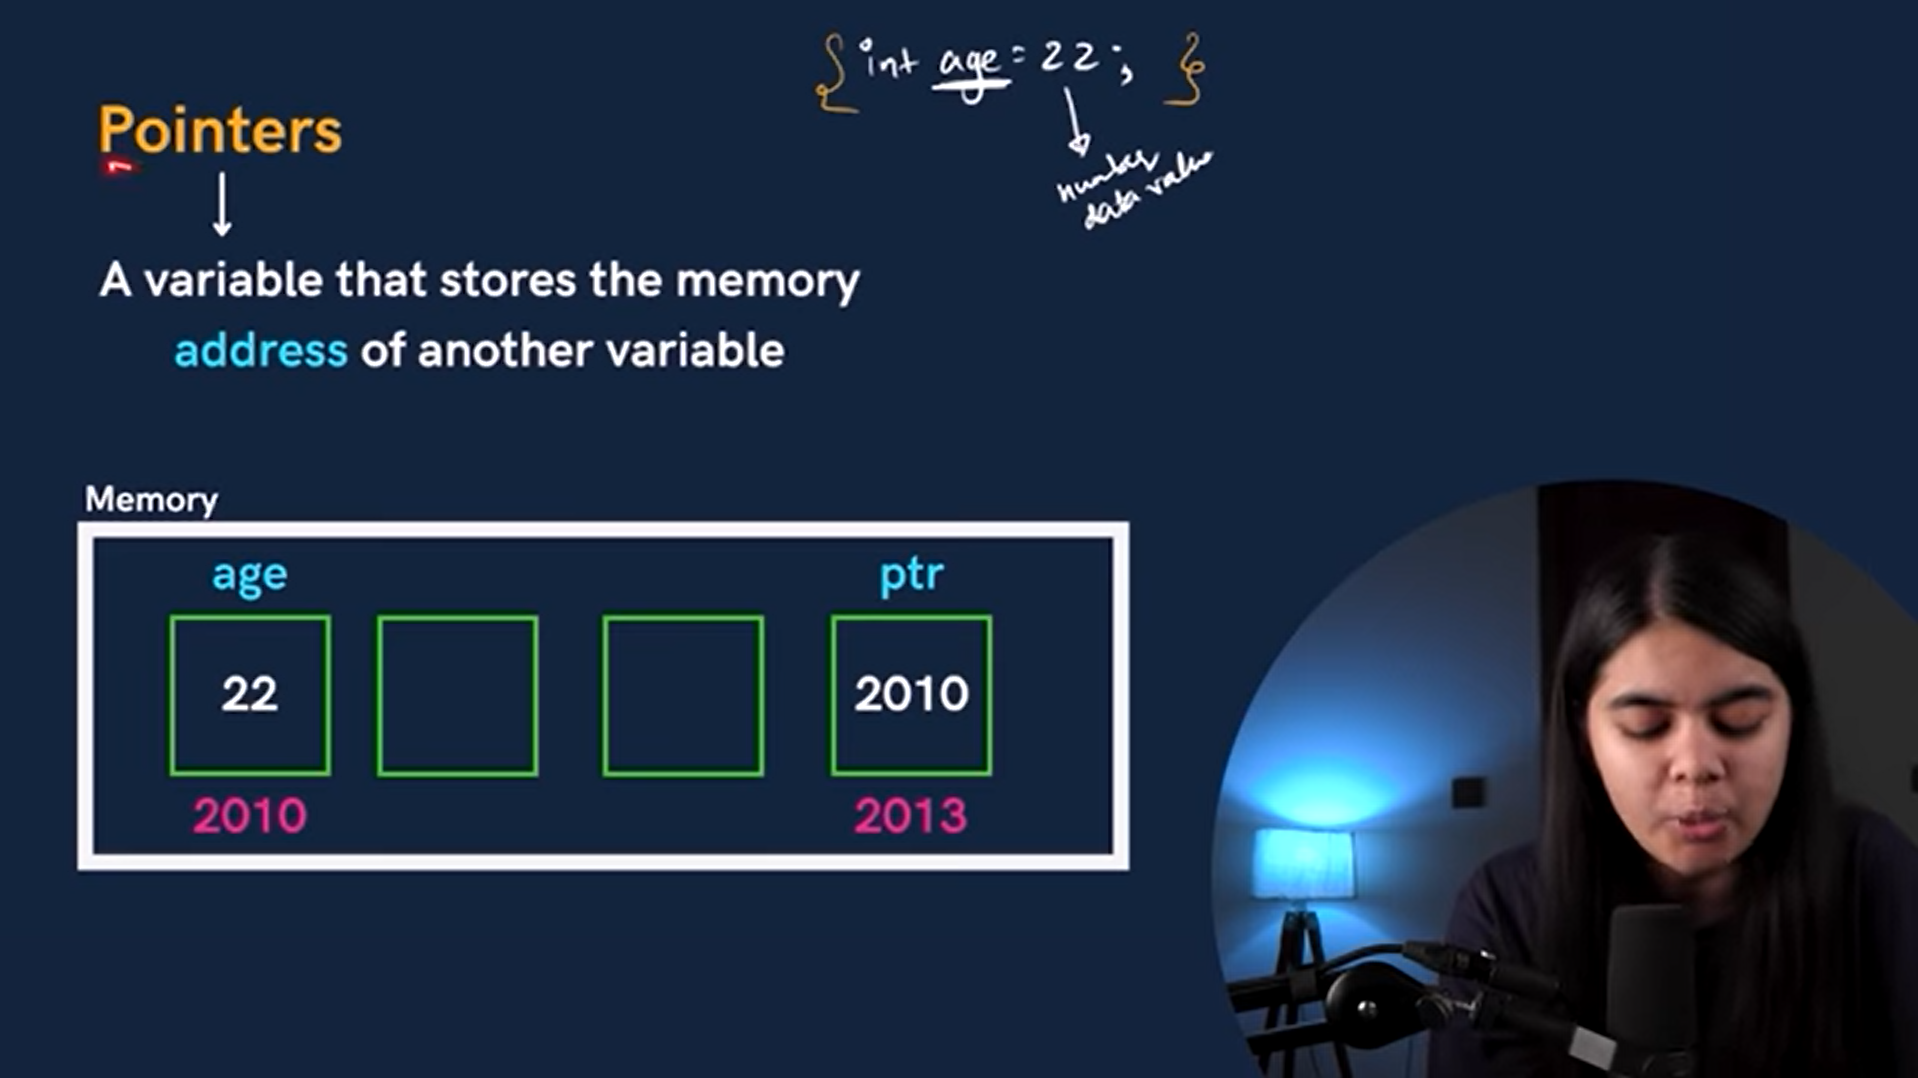 { int age = 22; }
number
data value
Pointers
A variable that stores the memory
address of another variable
Memory
age ptr
22 2010
2010 2013